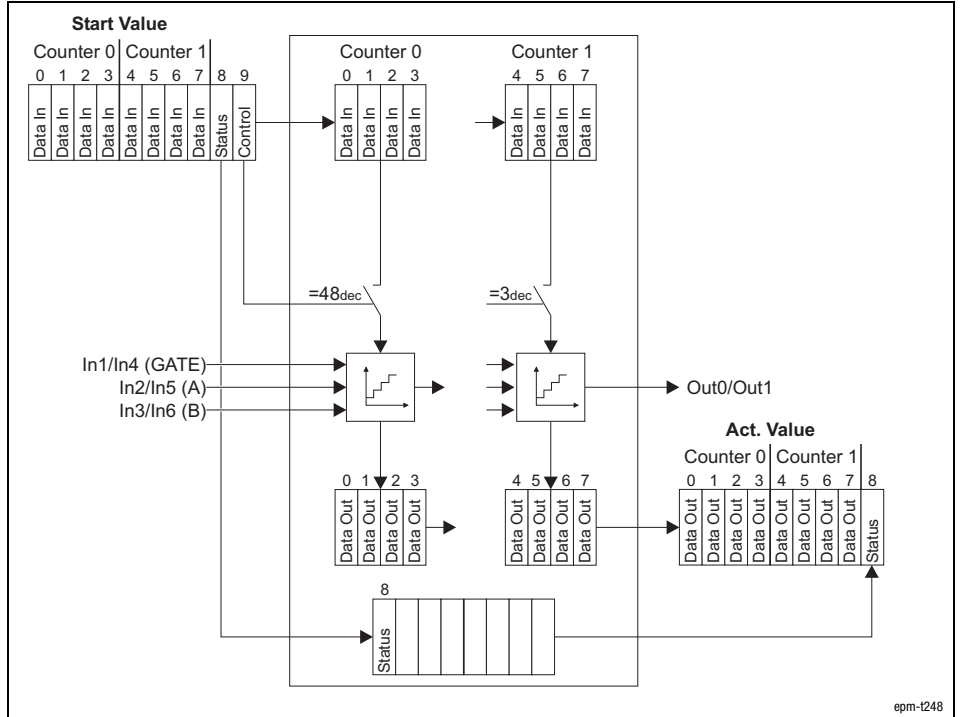 Start Value
Counter 0 Counter 1
0 1 2 3 4 5 6 7 8 9
Data In Data In Data In Data In Data In Data In Data In Data In Status Control
Counter 0
0 1 2 3
Data In Data In Data In Data In
Counter 1
4 5 6 7
Data In Data In Data In Data In
=48dec
=3dec
In1/In4 (GATE)
In2/In5 (A)
In3/In6 (B)
Out0/Out1
0 1 2 3
Data Out Data Out Data Out Data Out
4 5 6 7
Data Out Data Out Data Out Data Out
Act. Value
Counter 0 Counter 1
0 1 2 3 4 5 6 7 8
Data Out Data Out Data Out Data Out Data Out Data Out Data Out Data Out Status
8
Status
epm-t248